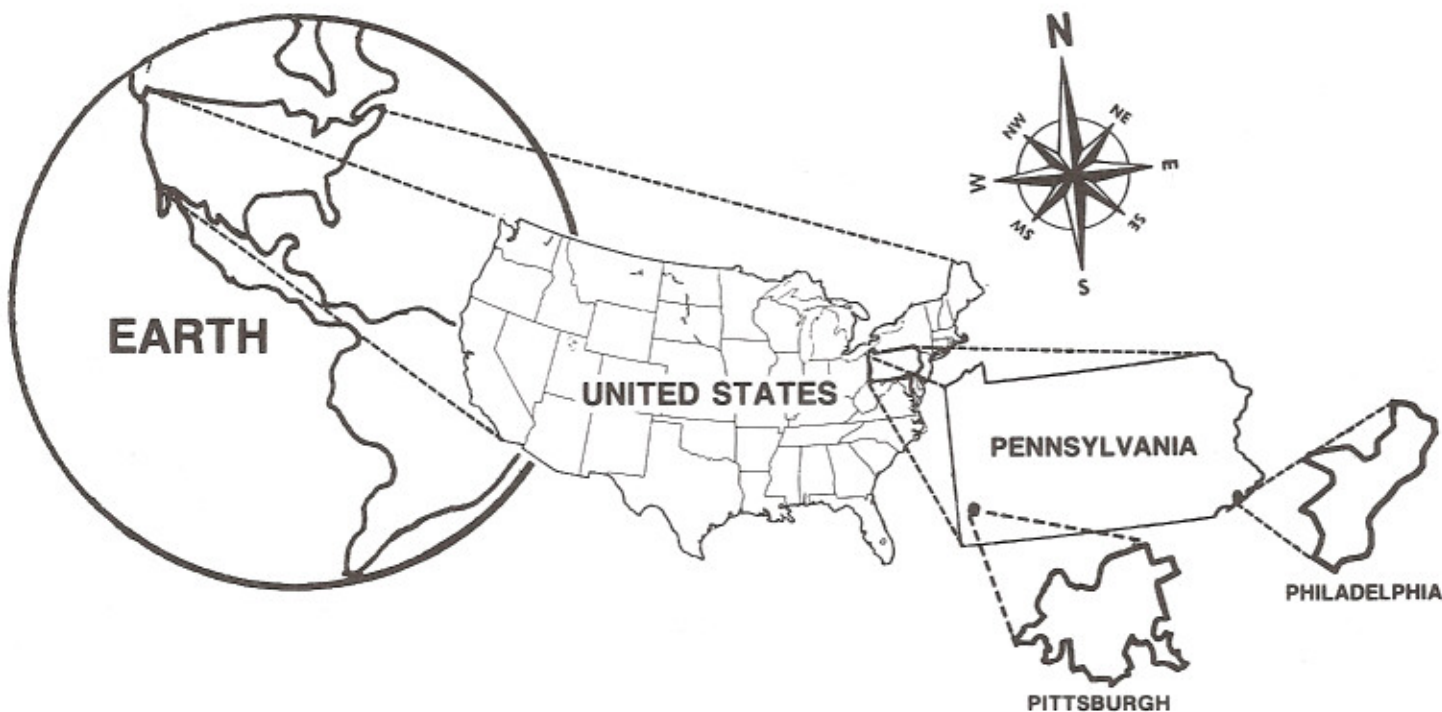 N
NW
NE
W
E
SW
SE
S
EARTH
UNITED STATES
PENNSYLVANIA
PHILADELPHIA
PITTSBURGH